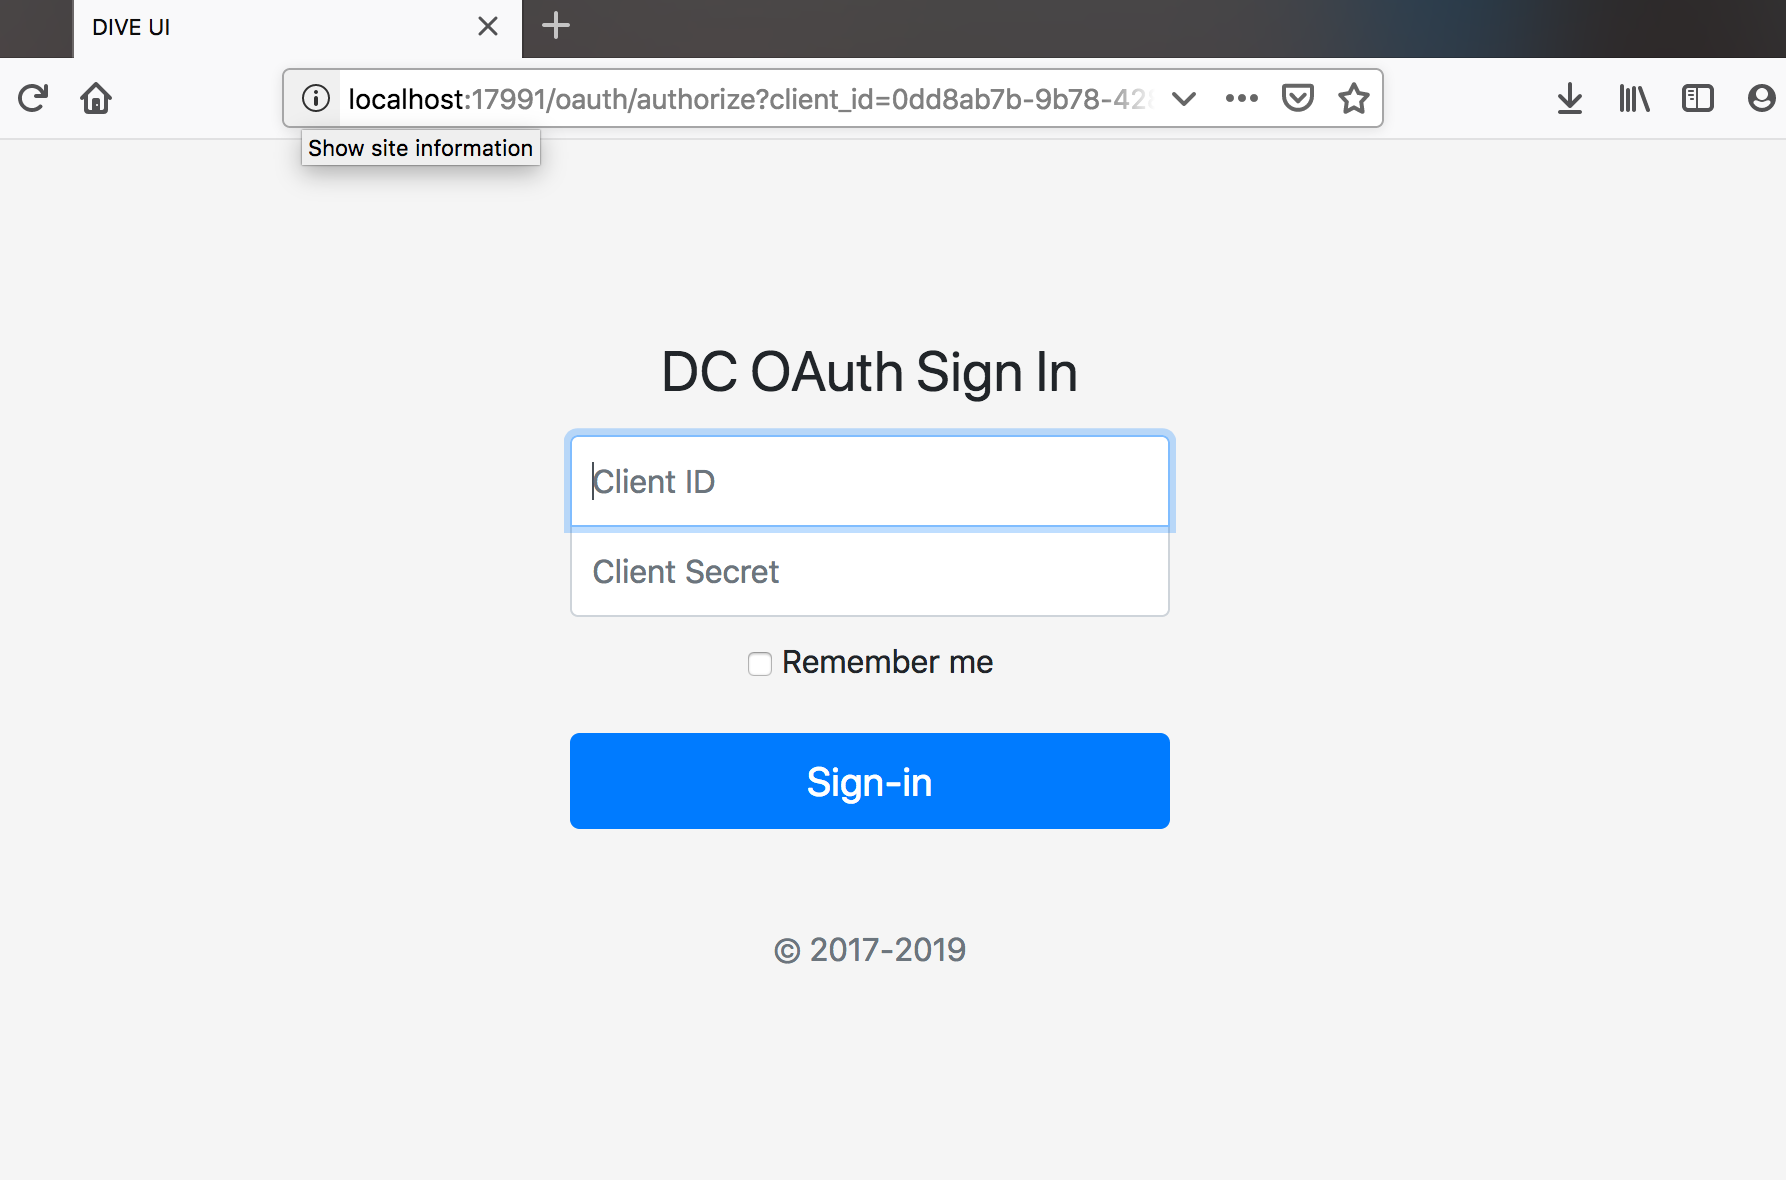 DIVE UI
localhost:17991/oauth/authorize?client_id=0dd8ab7b-9b78-428
Show site information
DC OAuth Sign In
Client ID
Client Secret
Remember me
Sign-in
© 2017-2019